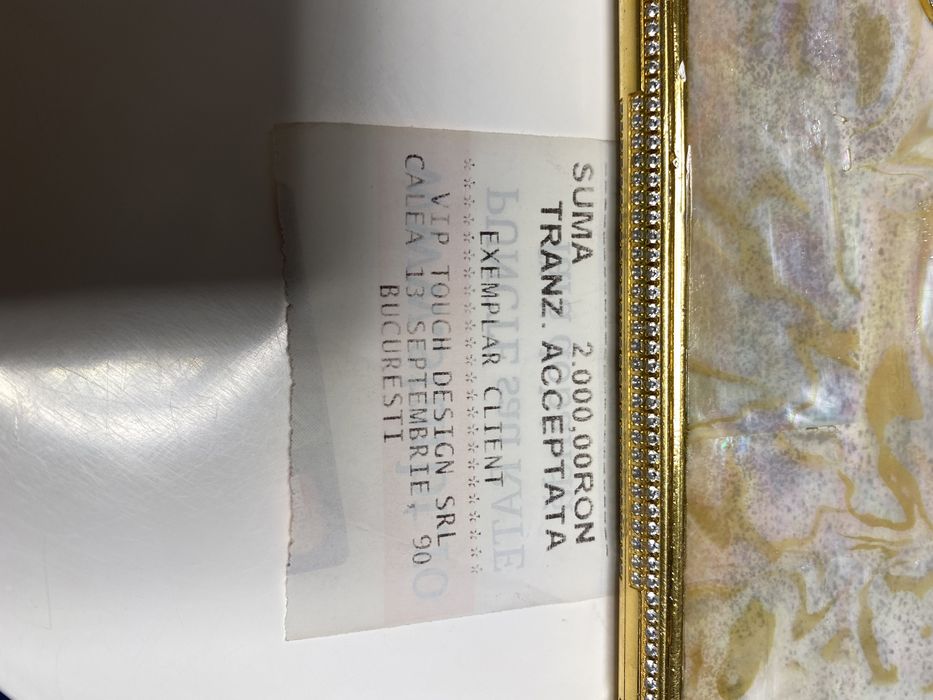 SUMA 2.000,00RON
TRANZ. ACCEPTATA
EXEMPLAR CLIENT
**********************
VIP TOUCH DESIGN SRL
CALEA 13 SEPTEMBRIE, 90
BUCURESTI